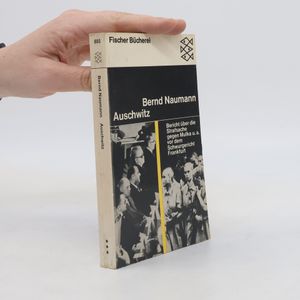 Fischer Bücherei
Bernd Naumann
Auschwitz
Bericht über die
Strafsache
gegen Mulka u. a.
vor dem
Schwurgericht
Frankfurt
Bernd Naumann
Auschwitz